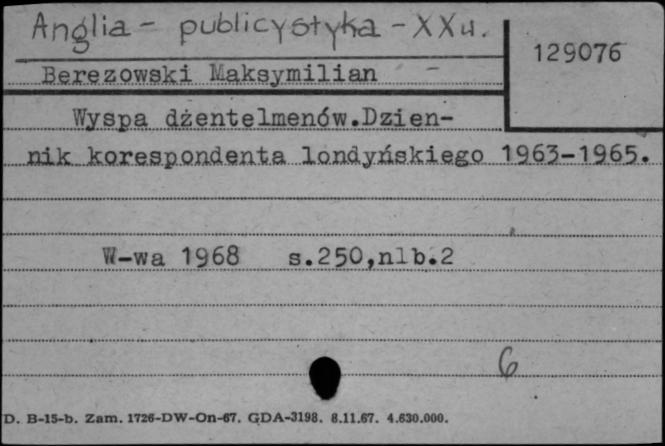 Anglia - publicystyka - XX w.
129076
Berezowski Maksymilian
Wyspa dżentelmenów.Dzien-
nik korespondenta londyńskiego 1963-1965.
W-wa 1968 s.250,nlb.2
6
D. B-15-b. Zam. 1726-DW-On-67. GDA-3198. 8.11.67. 4.630.000.